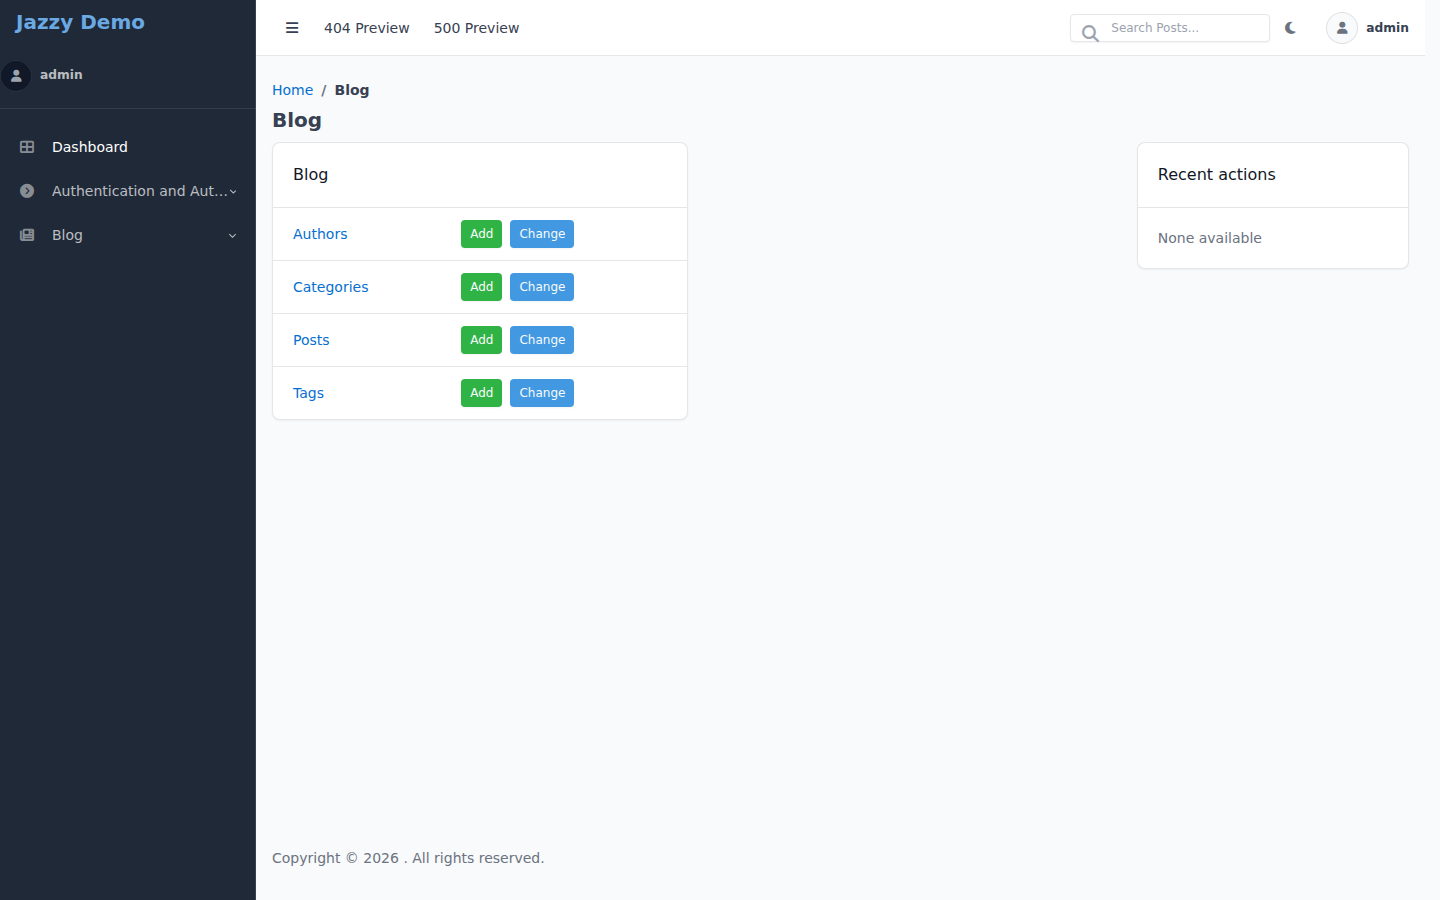 Jazzy Demo
admin
Dashboard
Authentication and Aut...
Blog
404 Preview
500 Preview
Search Posts...
admin
Home / Blog
Blog
Blog
Authors Add Change
Categories Add Change
Posts Add Change
Tags Add Change
Recent actions
None available
Copyright © 2026 . All rights reserved.